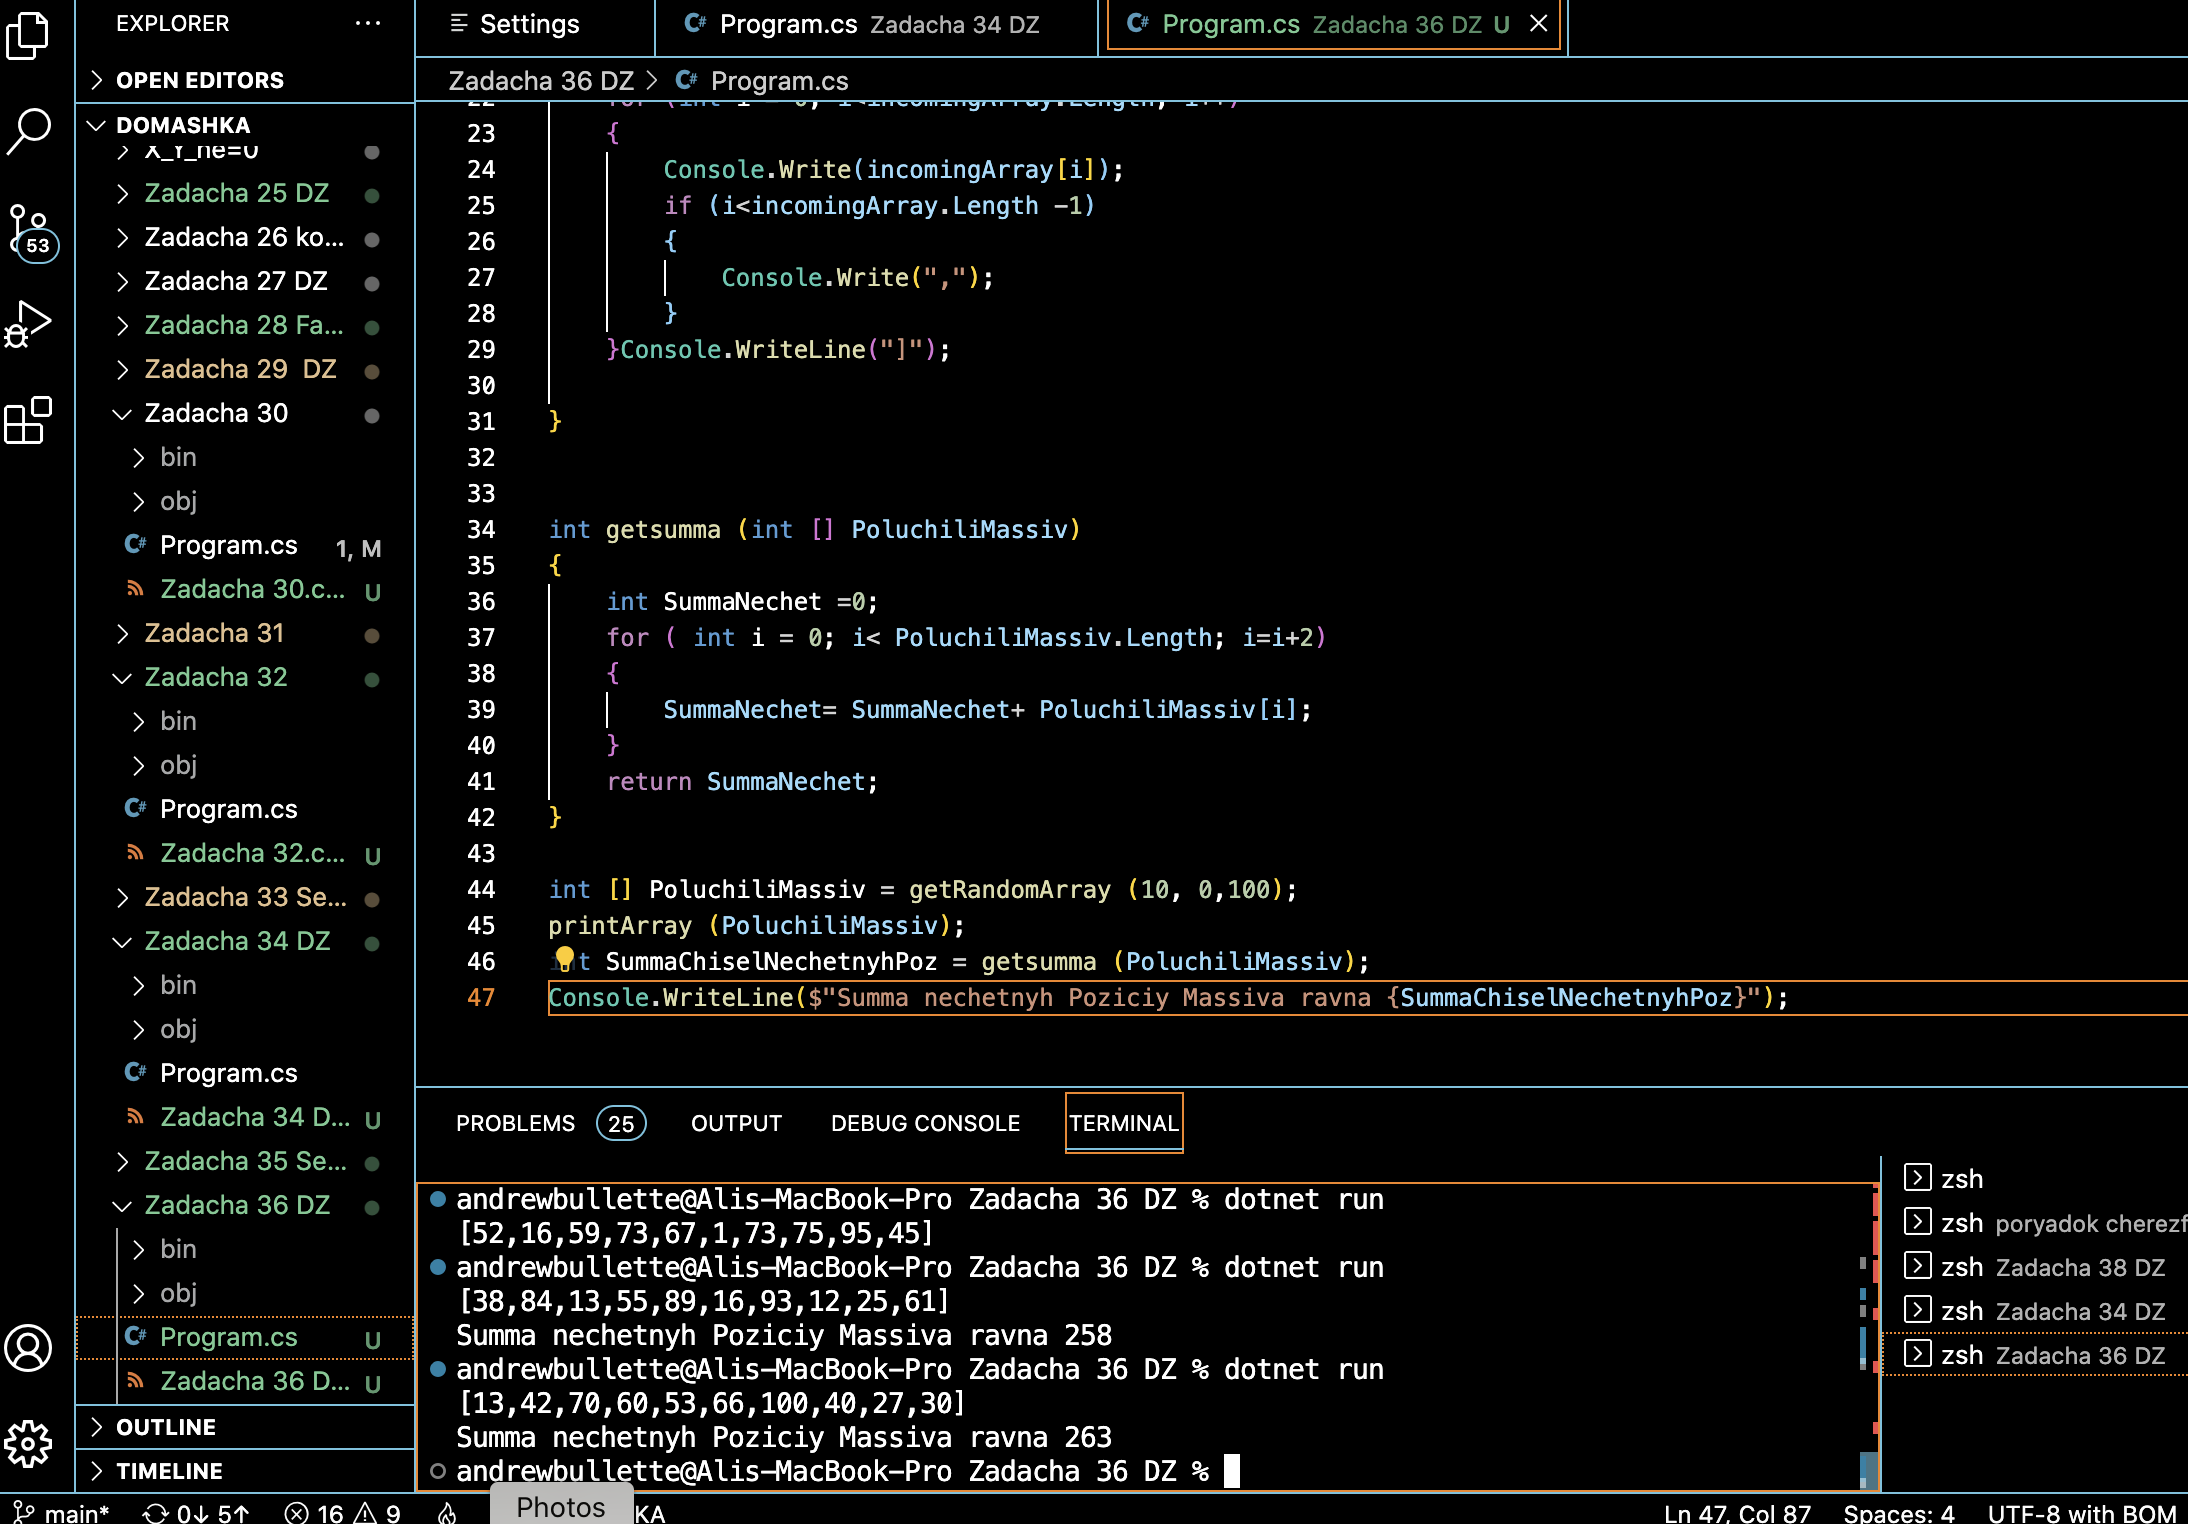 EXPLORER
OPEN EDITORS
DOMASHKA
X_Y_ne=0
Zadacha 25 DZ
Zadacha 26 ko...
Zadacha 27 DZ
Zadacha 28 Fa...
Zadacha 29  DZ
Zadacha 30
bin
obj
C# Program.cs 1, M
Zadacha 30.c... U
Zadacha 31
Zadacha 32
bin
obj
C# Program.cs
Zadacha 32.c... U
Zadacha 33 Se...
Zadacha 34 DZ
bin
obj
C# Program.cs
Zadacha 34 D... U
Zadacha 35 Se...
Zadacha 36 DZ
bin
obj
C# Program.cs U
Zadacha 36 D... U
OUTLINE
TIMELINE
53
Settings
C# Program.cs Zadacha 34 DZ
C# Program.cs Zadacha 36 DZ U
Zadacha 36 DZ > C# Program.cs
22 for (int i = 0; i<incomingArray.Length; i++)
23 {
24 Console.Write(incomingArray[i]);
25 if (i<incomingArray.Length -1)
26 {
27 Console.Write(",");
28 }
29 }Console.WriteLine("]");
30
31 }
32
33
34 int getsumma (int [] PoluchiliMassiv)
35 {
36 int SummaNechet =0;
37 for ( int i = 0; i< PoluchiliMassiv.Length; i=i+2)
38 {
39 SummaNechet= SummaNechet+ PoluchiliMassiv[i];
40 }
41 return SummaNechet;
42 }
43
44 int [] PoluchiliMassiv = getRandomArray (10, 0,100);
45 printArray (PoluchiliMassiv);
46 int SummaChiselNechetnyhPoz = getsumma (PoluchiliMassiv);
47 Console.WriteLine($"Summa nechetnyh Poziciy Massiva ravna {SummaChiselNechetnyhPoz}");
PROBLEMS 25 OUTPUT DEBUG CONSOLE TERMINAL
andrewbullette@Alis-MacBook-Pro Zadacha 36 DZ % dotnet run
[52,16,59,73,67,1,73,75,95,45]
andrewbullette@Alis-MacBook-Pro Zadacha 36 DZ % dotnet run
[38,84,13,55,89,16,93,12,25,61]
Summa nechetnyh Poziciy Massiva ravna 258
andrewbullette@Alis-MacBook-Pro Zadacha 36 DZ % dotnet run
[13,42,70,60,53,66,100,40,27,30]
Summa nechetnyh Poziciy Massiva ravna 263
andrewbullette@Alis-MacBook-Pro Zadacha 36 DZ %
zsh
zsh poryadok cherezf
zsh Zadacha 38 DZ
zsh Zadacha 34 DZ
zsh Zadacha 36 DZ
main* 0↓ 5↑ 16 9 KA Ln 47, Col 87 Spaces: 4 UTF-8 with BOM
Photos